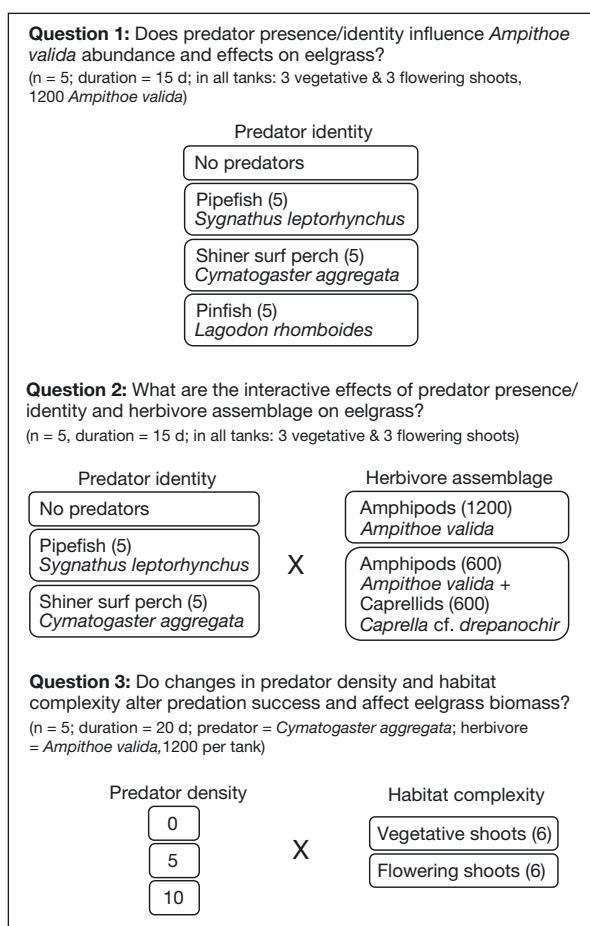 Question 1: Does predator presence/identity influence Ampithoe
valida abundance and effects on eelgrass?
(n = 5; duration = 15 d; in all tanks: 3 vegetative & 3 flowering shoots,
1200 Ampithoe valida)
Predator identity
No predators
Pipefish (5)
Sygnathus leptorhynchus
Shiner surf perch (5)
Cymatogaster aggregata
Pinfish (5)
Lagodon rhomboides
Question 2: What are the interactive effects of predator presence/
identity and herbivore assemblage on eelgrass?
(n = 5, duration = 15 d; in all tanks: 3 vegetative & 3 flowering shoots)
Predator identity
No predators
Pipefish (5)
Sygnathus leptorhynchus
Shiner surf perch (5)
Cymatogaster aggregata
X
Herbivore assemblage
Amphipods (1200)
Ampithoe valida
Amphipods (600)
Ampithoe valida +
Caprellids (600)
Caprella cf. drepanochir
Question 3: Do changes in predator density and habitat
complexity alter predation success and affect eelgrass biomass?
(n = 5; duration = 20 d; predator = Cymatogaster aggregata; herbivore
= Ampithoe valida, 1200 per tank)
Predator density
0
5
10
X
Habitat complexity
Vegetative shoots (6)
Flowering shoots (6)